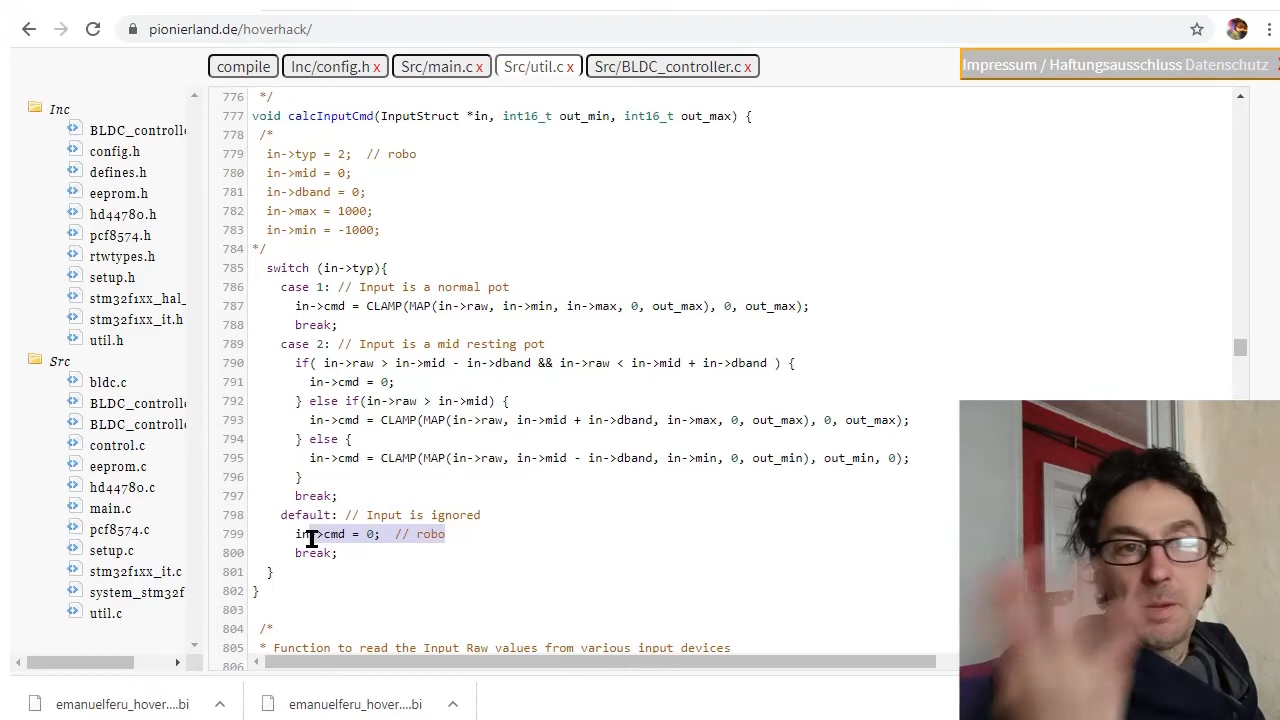 pionierland.de/hoverhack/
compile Inc/config.h x Src/main.c x Src/util.c x Src/BLDC_controller.c x
Impressum / Haftungsausschluss Datenschutz
Inc
BLDC_controlle
config.h
defines.h
eeprom.h
hd44780.h
pcf8574.h
rtwtypes.h
setup.h
stm32f1xx_hal_
stm32f1xx_it.h
util.h
Src
bldc.c
BLDC_controlle
BLDC_controlle
control.c
eeprom.c
hd44780.c
main.c
pcf8574.c
setup.c
stm32f1xx_it.c
system_stm32f
util.c
776 */
777 void calcInputCmd(InputStruct *in, int16_t out_min, int16_t out_max) {
778 /*
779 in->typ = 2; // robo
780 in->mid = 0;
781 in->dband = 0;
782 in->max = 1000;
783 in->min = -1000;
784 */
785 switch (in->typ){
786 case 1: // Input is a normal pot
787 in->cmd = CLAMP(MAP(in->raw, in->min, in->max, 0, out_max), 0, out_max);
788 break;
789 case 2: // Input is a mid resting pot
790 if( in->raw > in->mid - in->dband && in->raw < in->mid + in->dband ) {
791 in->cmd = 0;
792 } else if(in->raw > in->mid) {
793 in->cmd = CLAMP(MAP(in->raw, in->mid + in->dband, in->max, 0, out_max), 0, out_max);
794 } else {
795 in->cmd = CLAMP(MAP(in->raw, in->mid - in->dband, in->min, 0, out_min), out_min, 0);
796 }
797 break;
798 default: // Input is ignored
799 in->cmd = 0; // robo
800 break;
801 }
802 }
803
804 /*
805 * Function to read the Input Raw values from various input devices
806
emanuelferu_hover....bi
emanuelferu_hover....bi